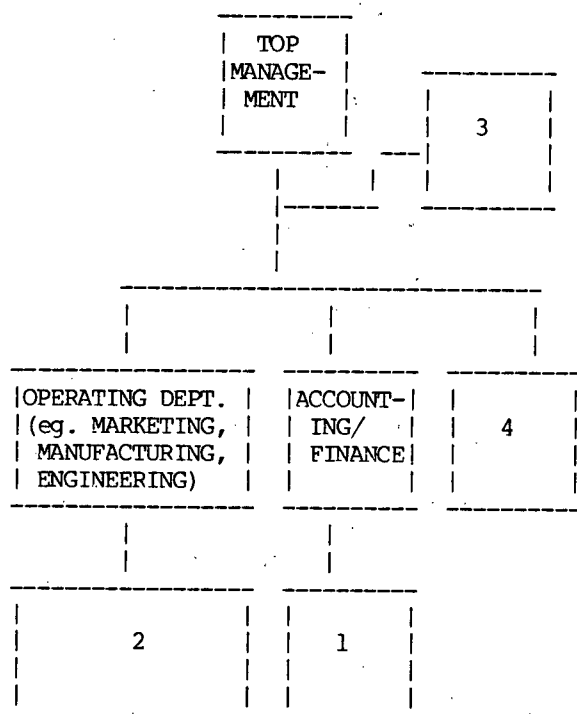 TOP
MANAGE-
MENT
3
OPERATING DEPT.
(eg. MARKETING,
MANUFACTURING,
ENGINEERING)
ACCOUNT-
ING/
FINANCE
4
2
1